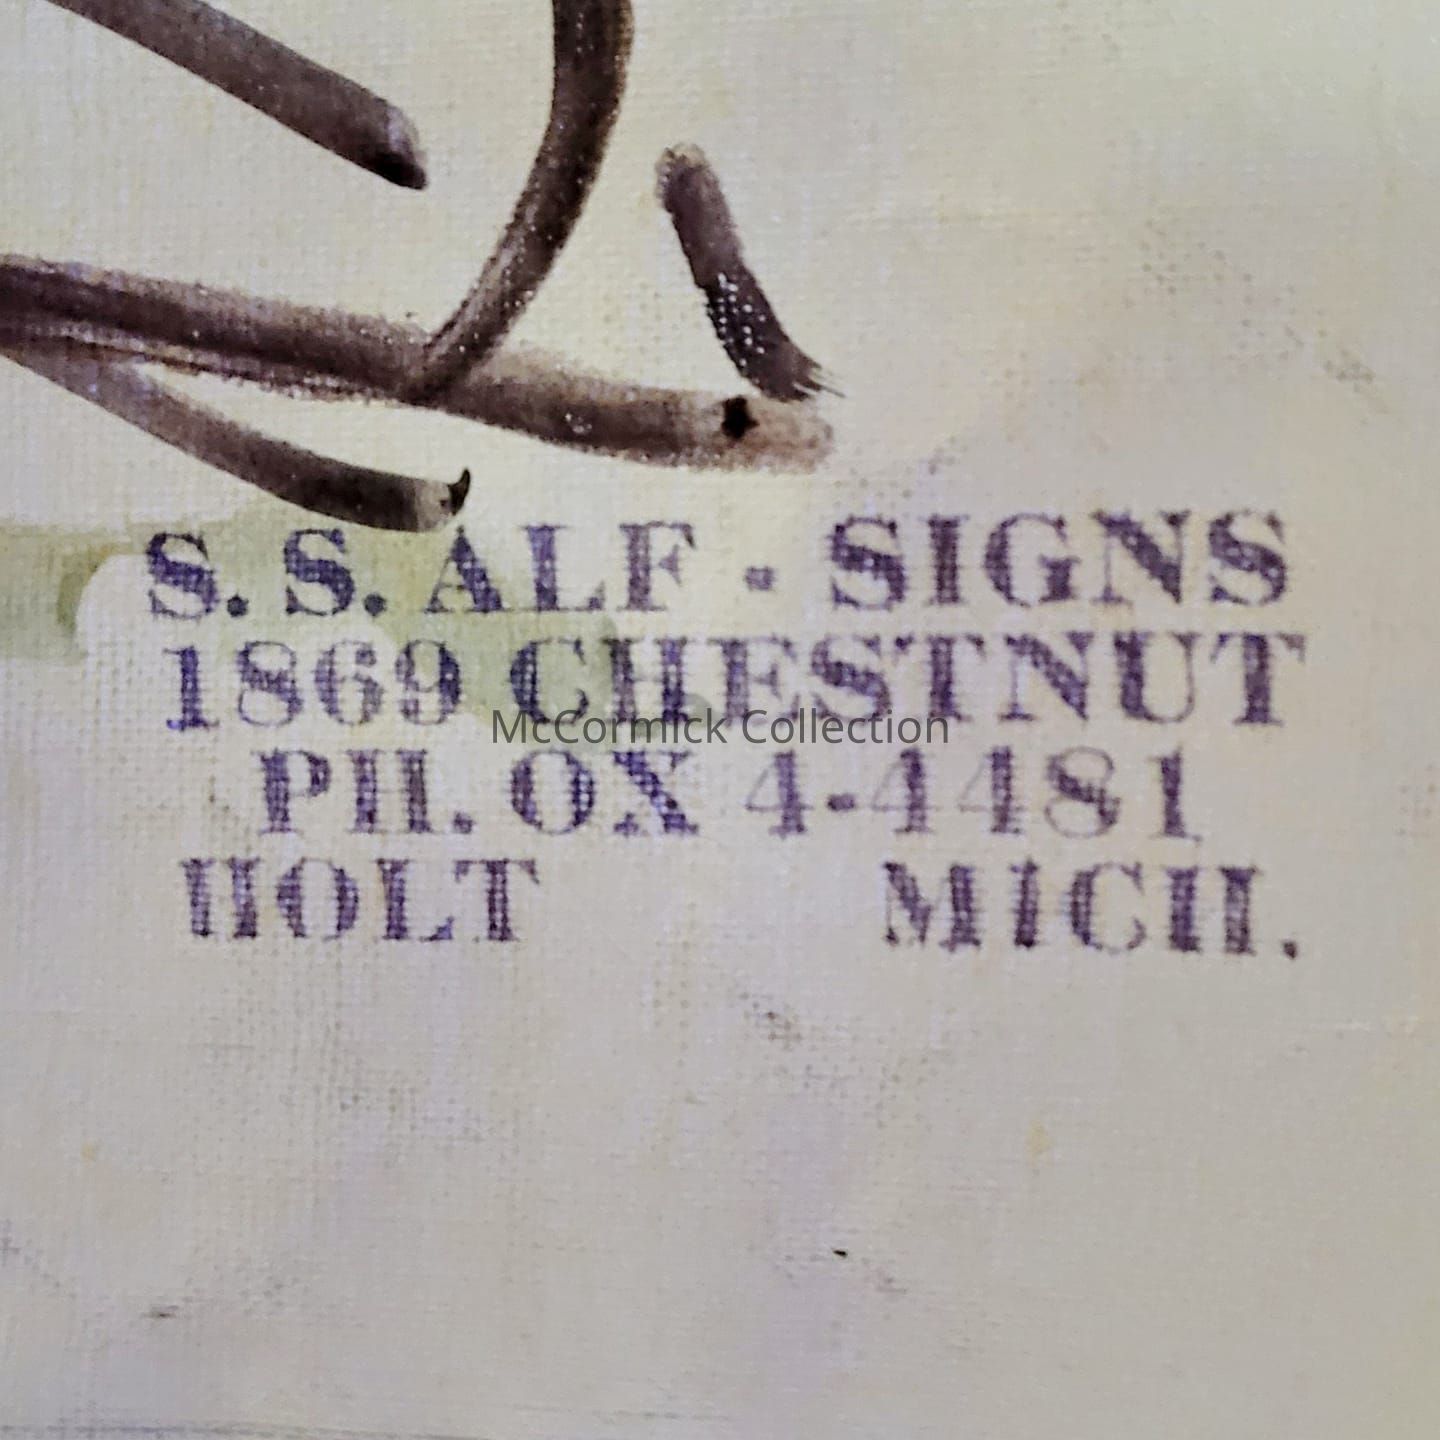 S. S. ALF - SIGNS
1869 CHESTNUT
McCormick Collection
PH. OX 4-4481
HOLT MICH.